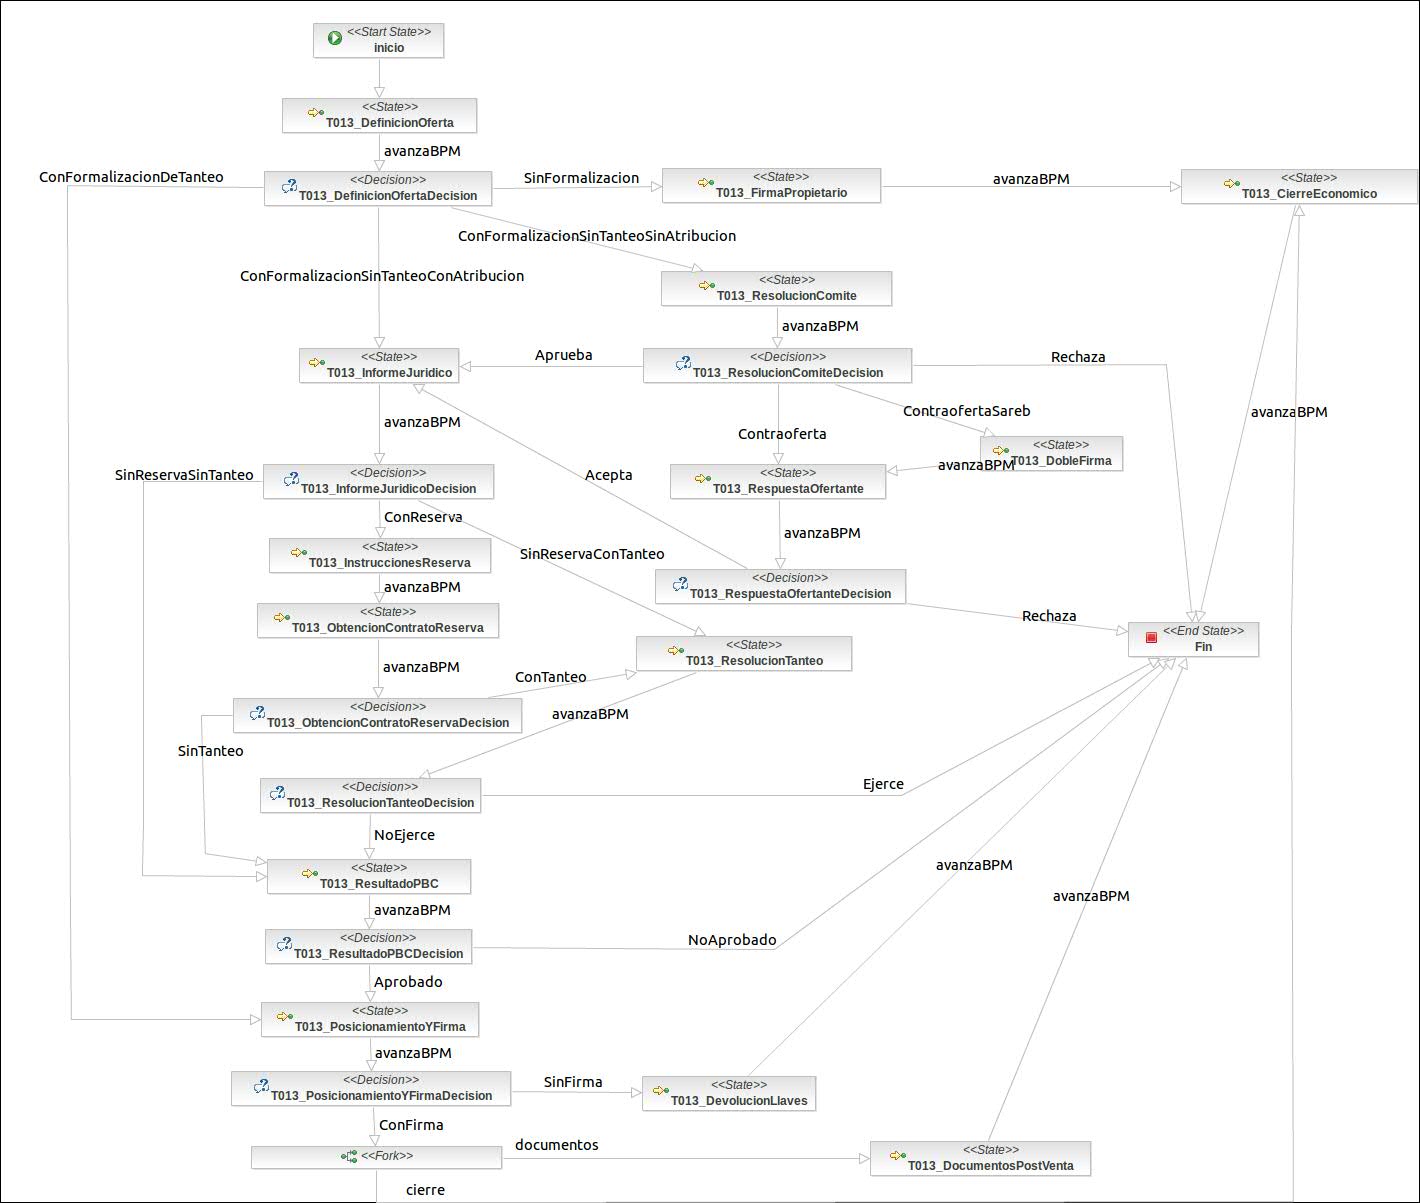 <<Start State>>
inicio
<<State>>
T013_DefinicionOferta
avanzaBPM
ConFormalizacionDeTanteo
<<Decision>>
T013_DefinicionOfertaDecision
SinFormalizacion
<<State>>
T013_FirmaPropietario
avanzaBPM
<<State>>
T013_CierreEconomico
ConFormalizacionSinTanteoSinAtribucion
ConFormalizacionSinTanteoConAtribucion
<<State>>
T013_ResolucionComite
avanzaBPM
<<State>>
T013_InformeJuridico
Aprueba
<<Decision>>
T013_ResolucionComiteDecision
Rechaza
avanzaBPM
avanzaBPM
Contraoferta
ContraofertaSareb
<<State>>
T013_DobleFirma
avanzaBPM
SinReservaSinTanteo
<<Decision>>
T013_InformeJuridicoDecision
Acepta
<<State>>
T013_RespuestaOfertante
ConReserva
avanzaBPM
<<State>>
T013_InstruccionesReserva
SinReservaConTanteo
avanzaBPM
<<Decision>>
T013_RespuestaOfertanteDecision
Rechaza
<<State>>
T013_ObtencionContratoReserva
<<End State>>
Fin
<<State>>
T013_ResolucionTanteo
avanzaBPM
ConTanteo
<<Decision>>
T013_ObtencionContratoReservaDecision
avanzaBPM
SinTanteo
<<Decision>>
T013_ResolucionTanteoDecision
Ejerce
NoEjerce
<<State>>
T013_ResultadoPBC
avanzaBPM
avanzaBPM
avanzaBPM
<<Decision>>
T013_ResultadoPBCDecision
NoAprobado
Aprobado
<<State>>
T013_PosicionamientoYFirma
avanzaBPM
<<Decision>>
T013_PosicionamientoYFirmaDecision
SinFirma
<<State>>
T013_DevolucionLlaves
ConFirma
<<Fork>>
documentos
<<State>>
T013_DocumentosPostVenta
cierre